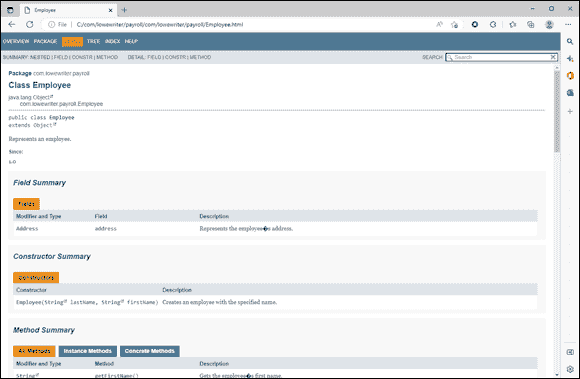 Employee
File
C:/com/lowewriter/payroll/com/lowewriter/payroll/Employee.html
OVERVIEW PACKAGE CLASS TREE INDEX HELP
SUMMARY: NESTED | FIELD | CONSTR | METHOD DETAIL: FIELD | CONSTR | METHOD SEARCH: Search
Package com.lowewriter.payroll
Class Employee
java.lang.Object
com.lowewriter.payroll.Employee
public class Employee
extends Object
Represents an employee.
Since:
1.0
Field Summary
Fields
Modifier and Type Field Description
Address address Represents the employee�s address.
Constructor Summary
Constructors
Constructor Description
Employee(String lastName, String firstName) Creates an employee with the specified name.
Method Summary
All Methods Instance Methods Concrete Methods
Modifier and Type Method Description
String getFirstName() Gets the employee�s first name.